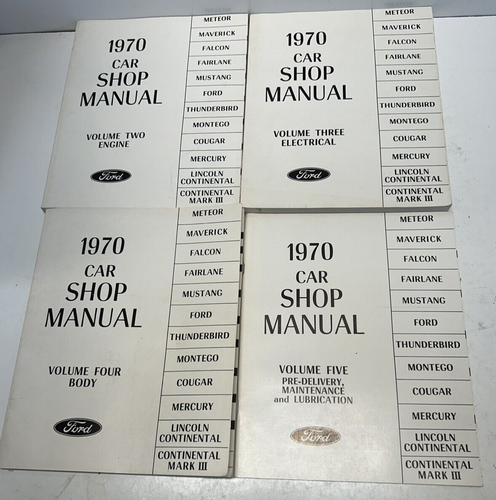 1970
CAR
SHOP
MANUAL
VOLUME TWO
ENGINE
Ford
METEOR
MAVERICK
FALCON
FAIRLANE
MUSTANG
FORD
THUNDERBIRD
MONTEGO
COUGAR
MERCURY
LINCOLN
CONTINENTAL
CONTINENTAL
MARK III
1970
CAR
SHOP
MANUAL
VOLUME THREE
ELECTRICAL
Ford
METEOR
MAVERICK
FALCON
FAIRLANE
MUSTANG
FORD
THUNDERBIRD
MONTEGO
COUGAR
MERCURY
LINCOLN
CONTINENTAL
CONTINENTAL
MARK III
1970
CAR
SHOP
MANUAL
VOLUME FOUR
BODY
Ford
METEOR
MAVERICK
FALCON
FAIRLANE
MUSTANG
FORD
THUNDERBIRD
MONTEGO
COUGAR
MERCURY
LINCOLN
CONTINENTAL
CONTINENTAL
MARK III
1970
CAR
SHOP
MANUAL
VOLUME FIVE
PRE-DELIVERY,
MAINTENANCE
and LUBRICATION
Ford
METEOR
MAVERICK
FALCON
FAIRLANE
MUSTANG
FORD
THUNDERBIRD
MONTEGO
COUGAR
MERCURY
LINCOLN
CONTINENTAL
CONTINENTAL
MARK III